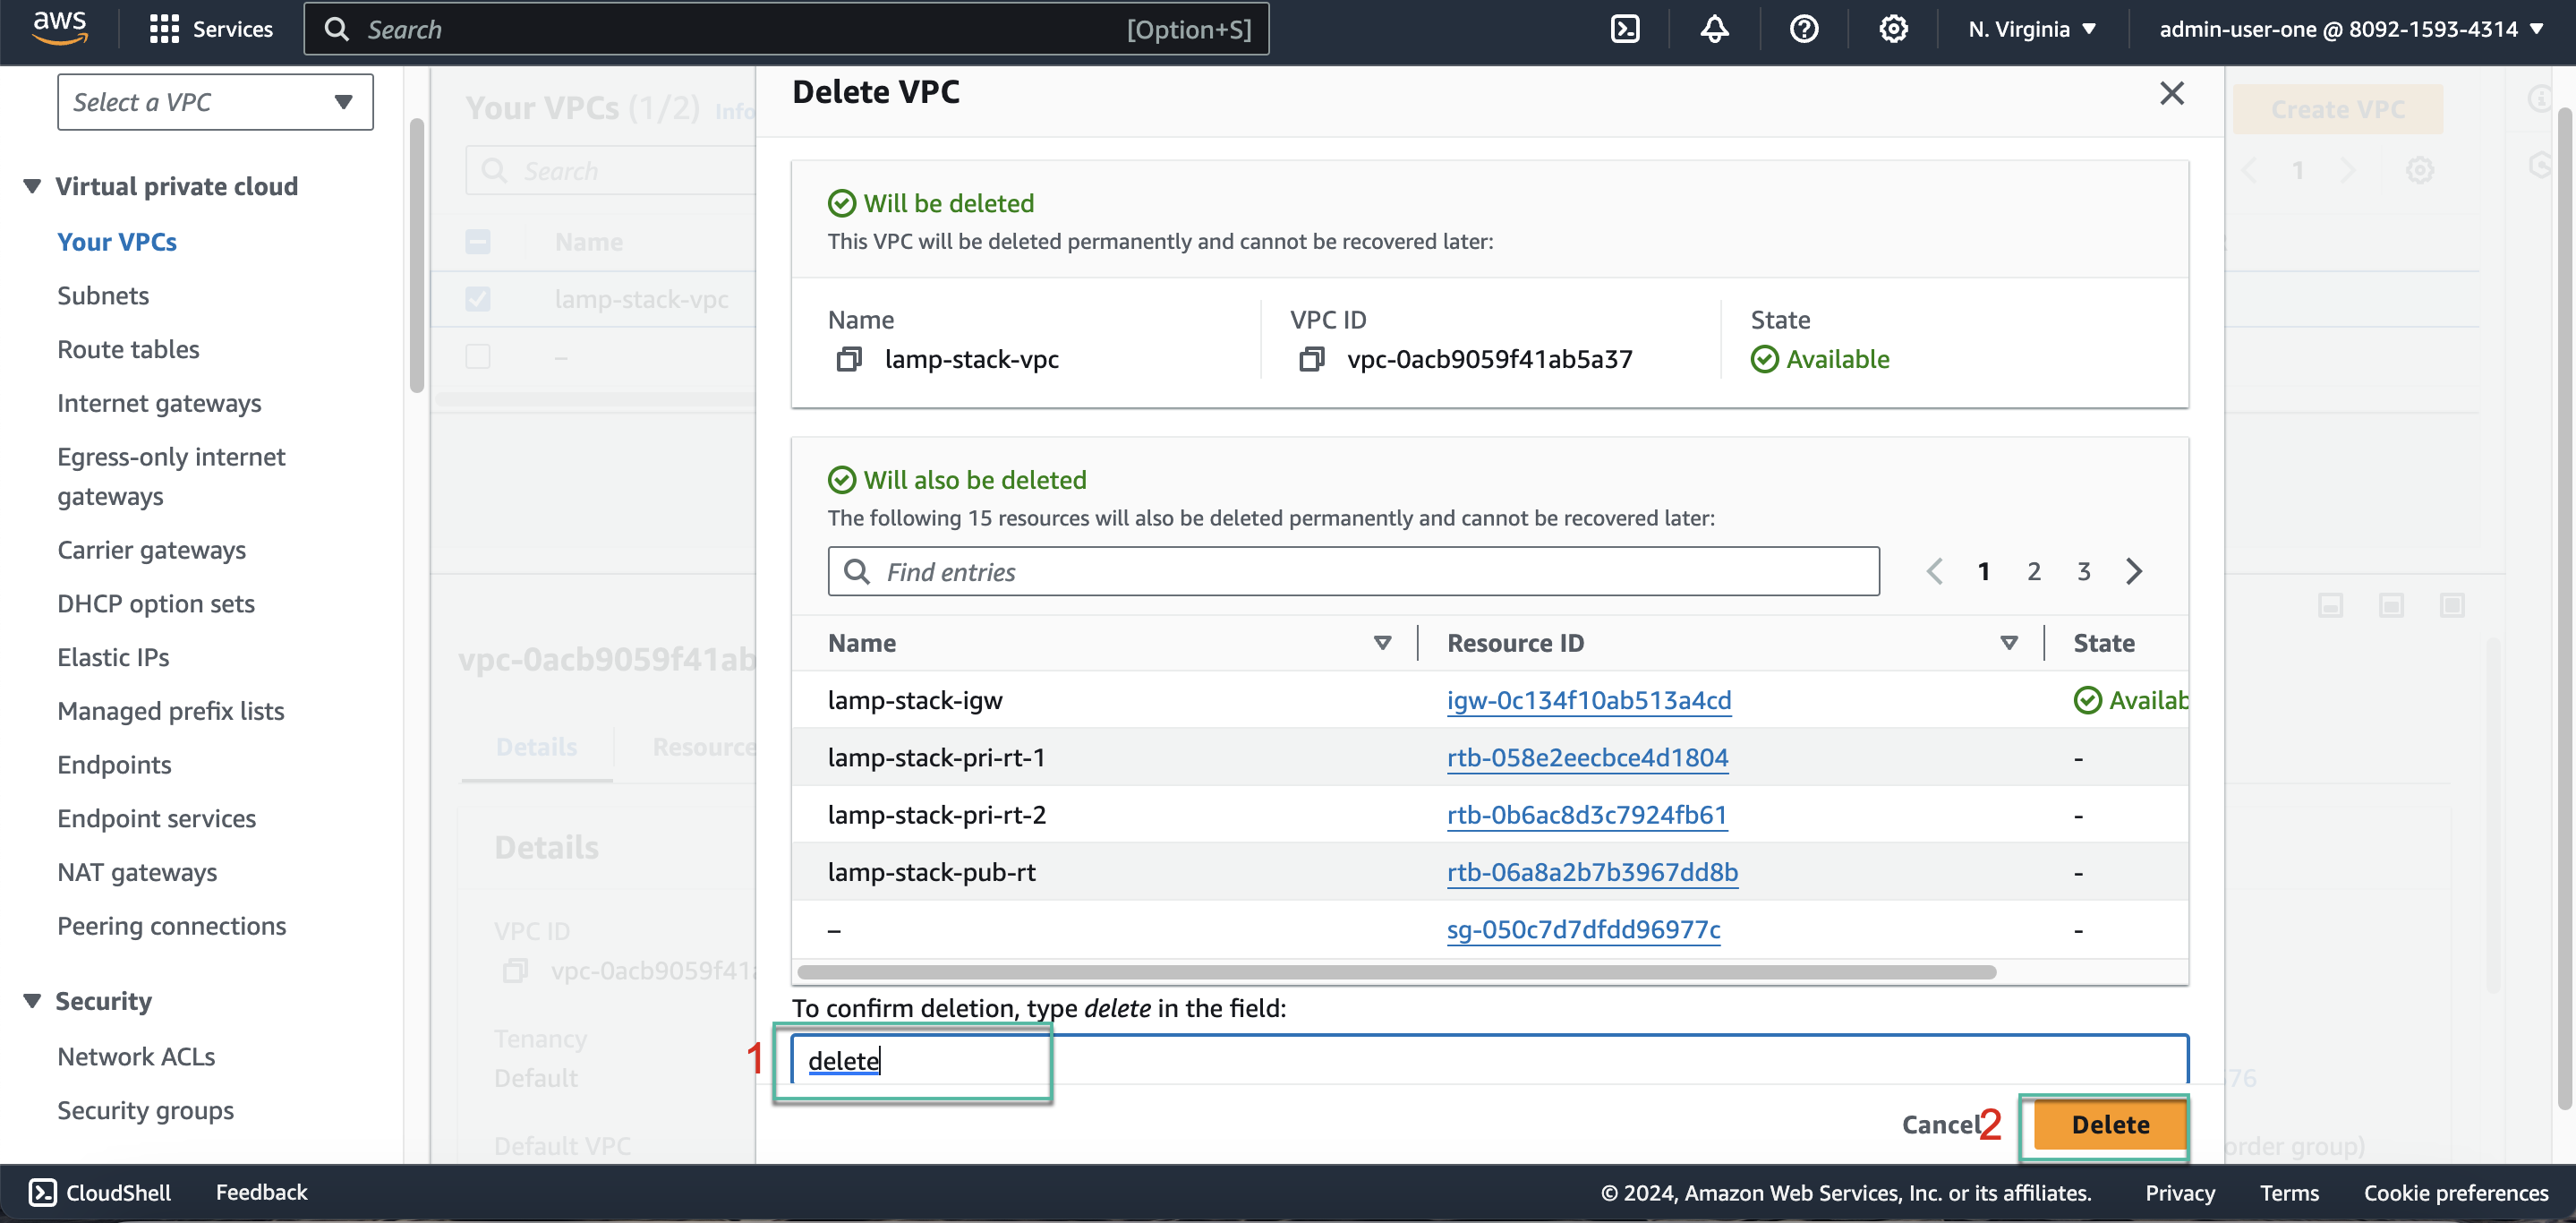 aws
Services
Search
[Option+S]
N. Virginia
admin-user-one @ 8092-1593-4314
Select a VPC
Virtual private cloud
Your VPCs
Subnets
Route tables
Internet gateways
Egress-only internet
gateways
Carrier gateways
DHCP option sets
Elastic IPs
Managed prefix lists
Endpoints
Endpoint services
NAT gateways
Peering connections
Security
Network ACLs
Security groups
Your VPCs (1/2) Info
Search
Name
lamp-stack-vpc
–
vpc-0acb9059f41ab
Details
Resource
Details
VPC ID
vpc-0acb9059f41a
Tenancy
Default
Default VPC
Create VPC
1
Delete VPC
Will be deleted
This VPC will be deleted permanently and cannot be recovered later:
Name
VPC ID
State
lamp-stack-vpc
vpc-0acb9059f41ab5a37
Available
Will also be deleted
The following 15 resources will also be deleted permanently and cannot be recovered later:
Find entries
1 2 3
Name
Resource ID
State
lamp-stack-igw
igw-0c134f10ab513a4cd
Availab
lamp-stack-pri-rt-1
rtb-058e2eecbce4d1804
-
lamp-stack-pri-rt-2
rtb-0b6ac8d3c7924fb61
-
lamp-stack-pub-rt
rtb-06a8a2b7b3967dd8b
-
–
sg-050c7d7dfdd96977c
-
To confirm deletion, type delete in the field:
1
delete
Cancel
2
Delete
76
order group)
CloudShell
Feedback
© 2024, Amazon Web Services, Inc. or its affiliates.
Privacy
Terms
Cookie preferences